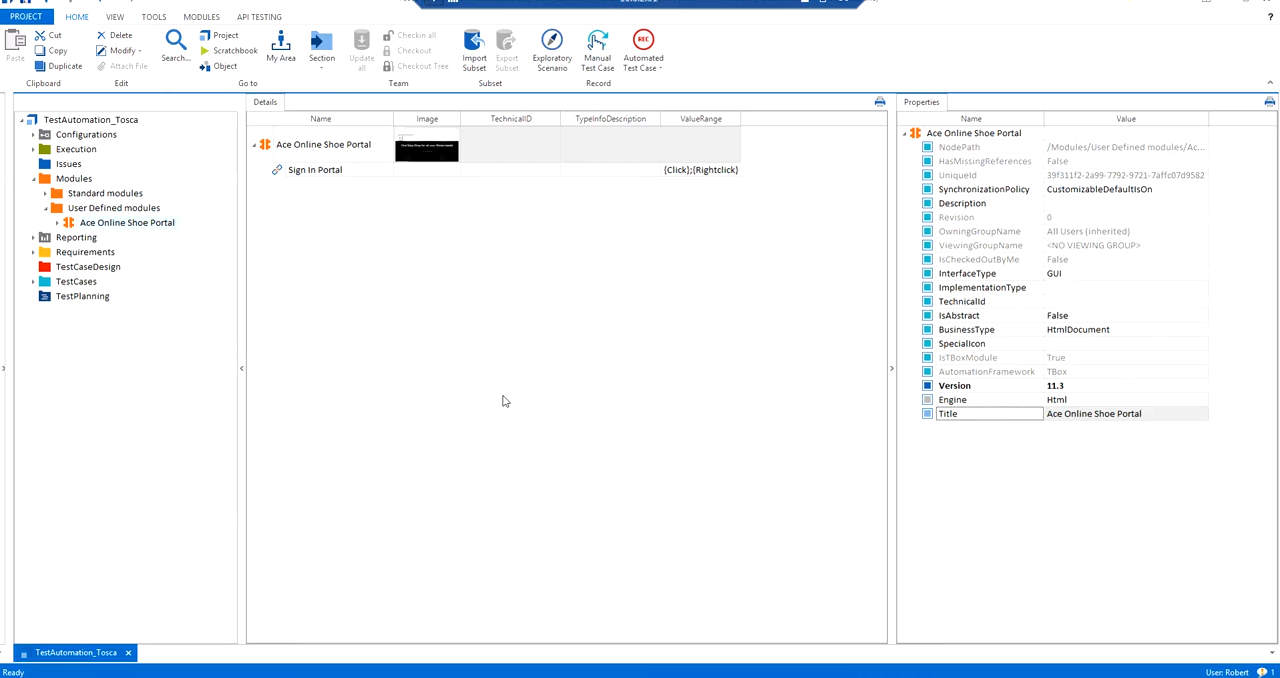 PROJECT HOME VIEW TOOLS MODULES API TESTING ?
Paste Cut Copy Duplicate
Clipboard
Delete Modify Attach File
Edit
Search... Project Scratchbook Object My Area Section
Go to
Update all Checkin all Checkout Checkout Tree
Team
Import Subset Export Subset
Subset
Exploratory Scenario Manual Test Case REC Automated Test Case
Record
TestAutomation_Tosca
Configurations
Execution
Issues
Modules
Standard modules
User Defined modules
Ace Online Shoe Portal
Reporting
Requirements
TestCaseDesign
TestCases
TestPlanning
Details
Name Image TechnicalID TypeInfoDescription ValueRange
Ace Online Shoe Portal
Sign In Portal {Click};{Rightclick}
Properties
Name Value
Ace Online Shoe Portal
NodePath /Modules/User Defined modules/Ac...
HasMissingReferences False
UniqueId 39f311f2-2a99-7792-9721-7affc07d9582
SynchronizationPolicy CustomizableDefaultIsOn
Description
Revision 0
OwningGroupName All Users (inherited)
ViewingGroupName <NO VIEWING GROUP>
IsCheckedOutByMe False
InterfaceType GUI
ImplementationType
TechnicalId
IsAbstract False
BusinessType HtmlDocument
SpecialIcon
IsTBoxModule True
AutomationFramework TBox
Version 11.3
Engine Html
Title Ace Online Shoe Portal
TestAutomation_Tosca
Ready User: Robert 1